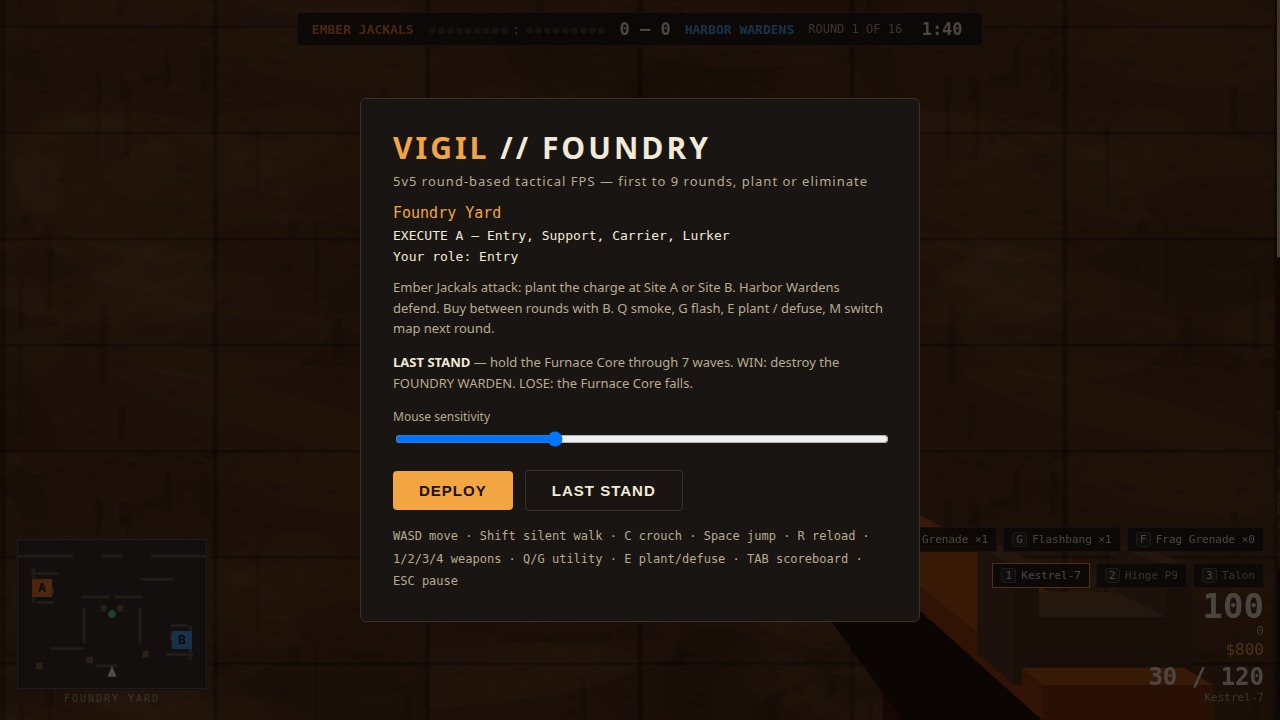 EMBER JACKALS : 0 — 0 HARBOR WARDENS ROUND 1 OF 16 1:40
VIGIL // FOUNDRY
5v5 round-based tactical FPS — first to 9 rounds, plant or eliminate
Foundry Yard
EXECUTE A — Entry, Support, Carrier, Lurker
Your role: Entry
Ember Jackals attack: plant the charge at Site A or Site B. Harbor Wardens
defend. Buy between rounds with B. Q smoke, G flash, E plant / defuse, M switch
map next round.
LAST STAND — hold the Furnace Core through 7 waves. WIN: destroy the
FOUNDRY WARDEN. LOSE: the Furnace Core falls.
Mouse sensitivity
DEPLOY LAST STAND
WASD move · Shift silent walk · C crouch · Space jump · R reload ·
1/2/3/4 weapons · Q/G utility · E plant/defuse · TAB scoreboard ·
ESC pause
A
B
FOUNDRY YARD
Grenade ×1 G Flashbang ×1 F Frag Grenade ×0
1 Kestrel-7 2 Hinge P9 3 Talon
100
0
$800
30 / 120
Kestrel-7